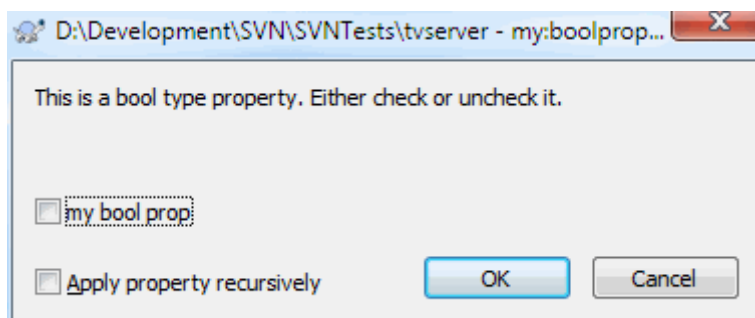 D:\Development\SVN\SVNTests\tvserver - my:boolprop...
This is a bool type property. Either check or uncheck it.
my bool prop
Apply property recursively
OK
Cancel